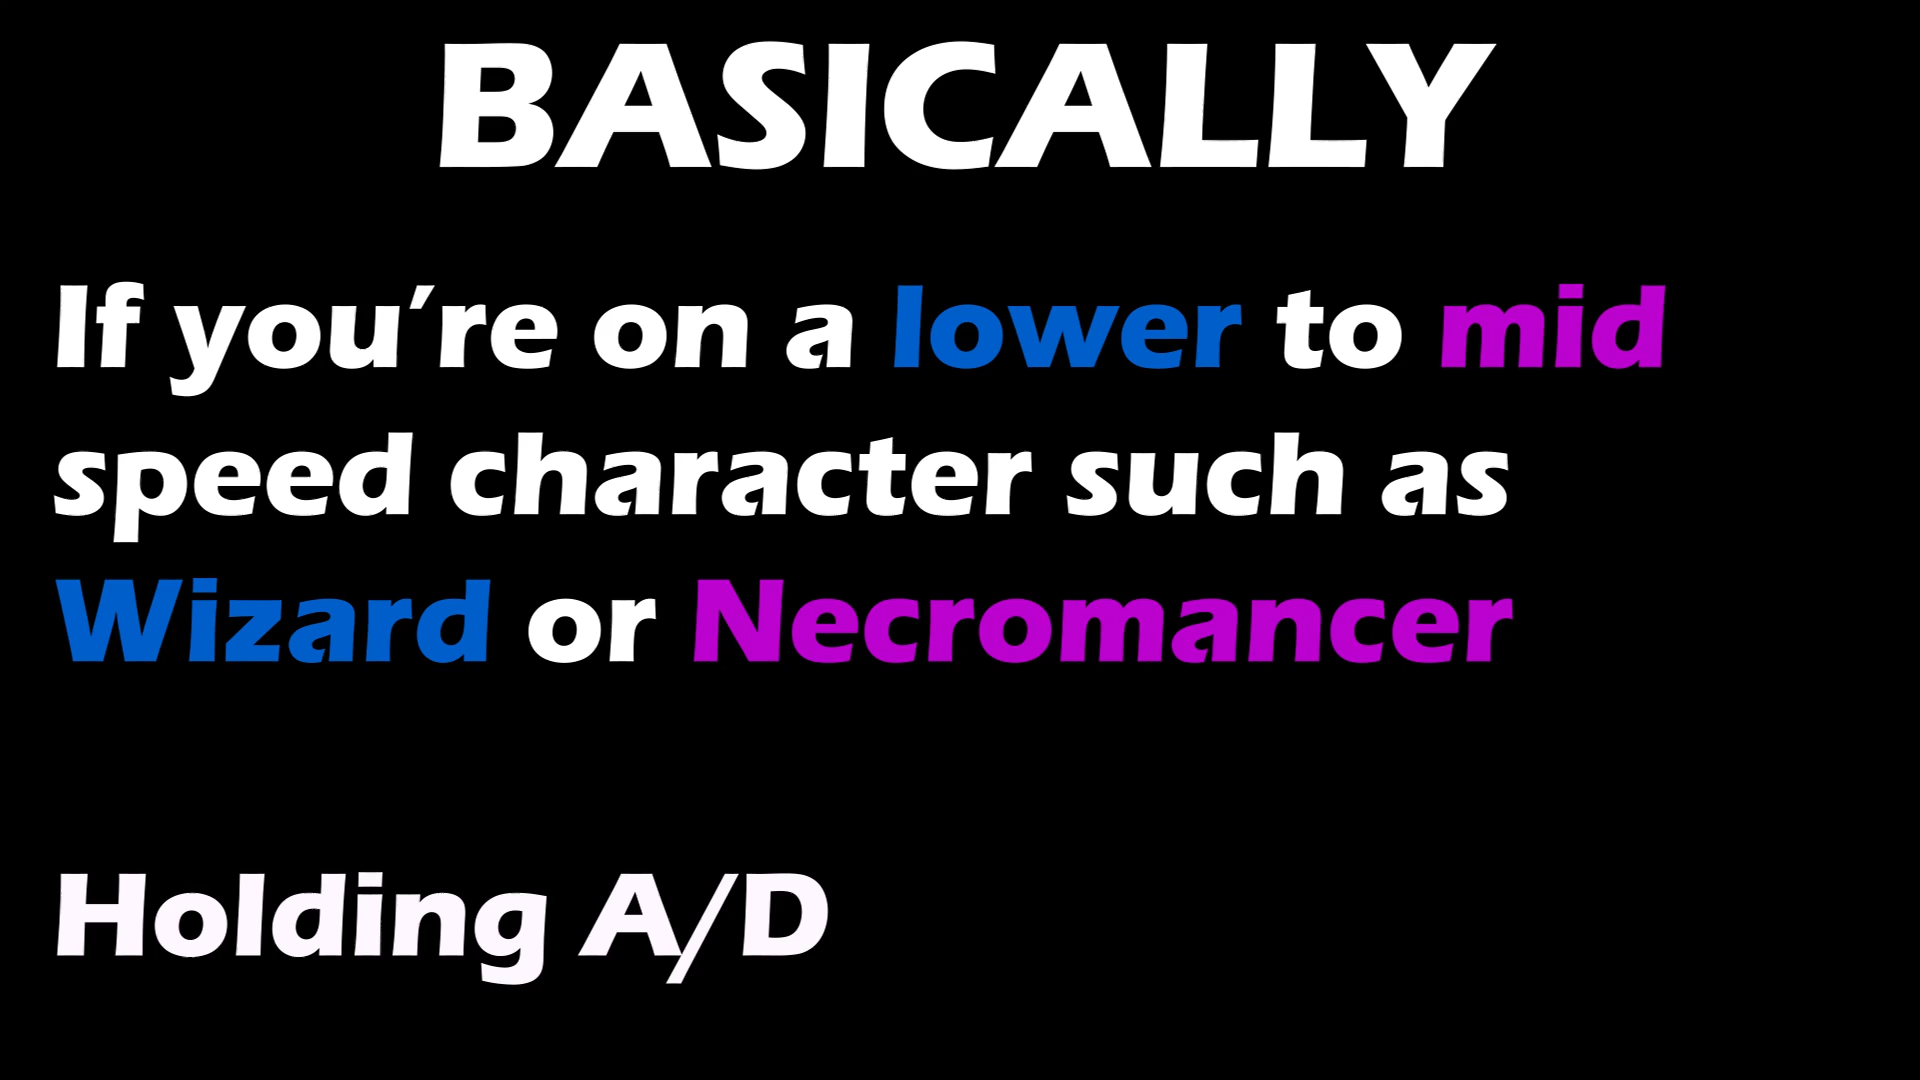 BASICALLY
If you’re on a lower to mid
speed character such as
Wizard or Necromancer
Holding A/D